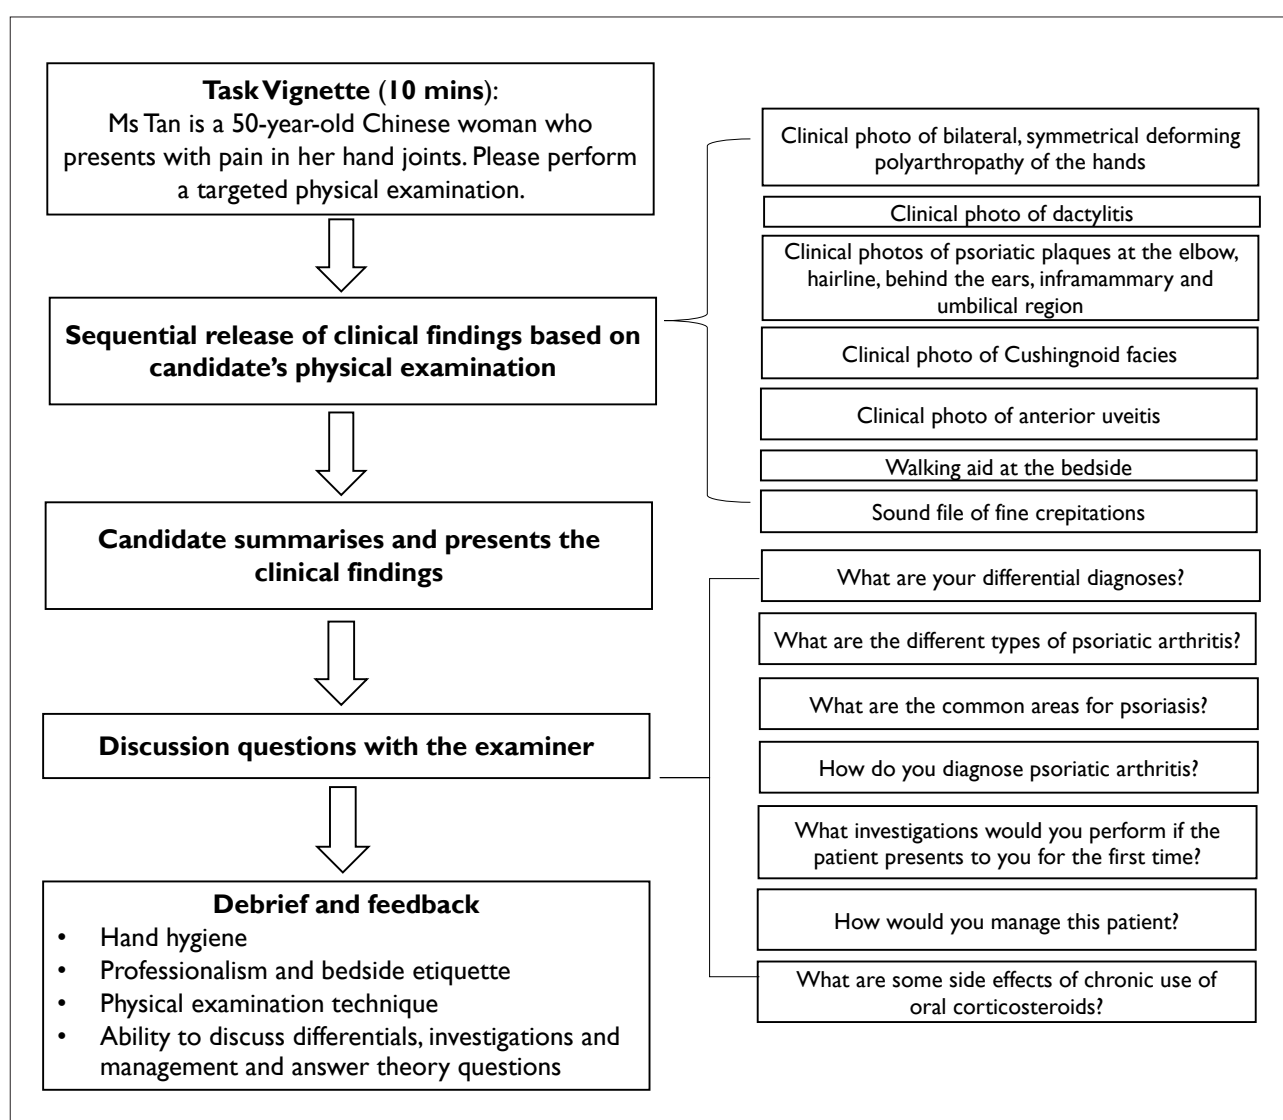 Task Vignette (10 mins):
Ms Tan is a 50-year-old Chinese woman who
presents with pain in her hand joints. Please perform
a targeted physical examination.
Sequential release of clinical findings based on
candidate’s physical examination
Clinical photo of bilateral, symmetrical deforming
polyarthropathy of the hands
Clinical photo of dactylitis
Clinical photos of psoriatic plaques at the elbow,
hairline, behind the ears, inframammary and
umbilical region
Clinical photo of Cushingnoid facies
Clinical photo of anterior uveitis
Walking aid at the bedside
Sound file of fine crepitations
Candidate summarises and presents the
clinical findings
Discussion questions with the examiner
What are your differential diagnoses?
What are the different types of psoriatic arthritis?
What are the common areas for psoriasis?
How do you diagnose psoriatic arthritis?
What investigations would you perform if the
patient presents to you for the first time?
How would you manage this patient?
What are some side effects of chronic use of
oral corticosteroids?
Debrief and feedback
• Hand hygiene
• Professionalism and bedside etiquette
• Physical examination technique
• Ability to discuss differentials, investigations and
management and answer theory questions